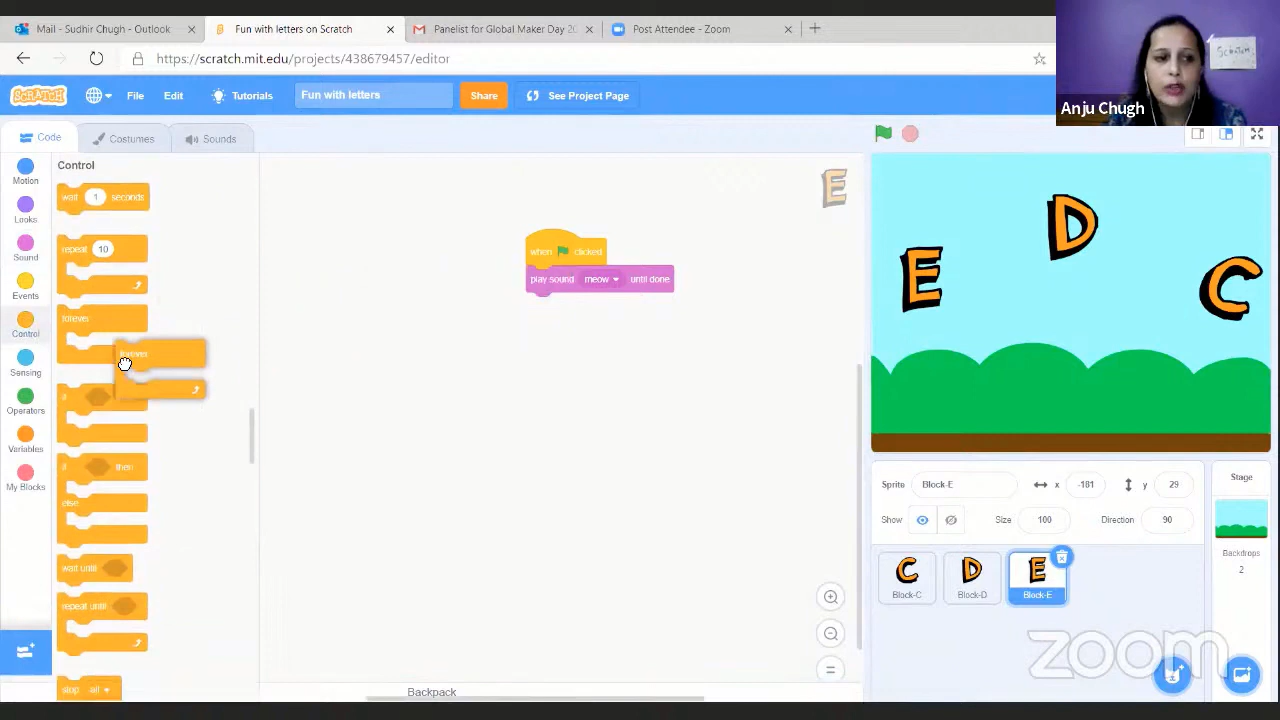 Mail - Sudhir Chugh - Outlook
Fun with letters on Scratch
Panelist for Global Maker Day 20
Post Attendee - Zoom
https://scratch.mit.edu/projects/438679457/editor
Scratch
Anju Chugh
SCRATCH
File
Edit
Tutorials
Fun with letters
Share
See Project Page
Code
Costumes
Sounds
Motion
Looks
Sound
Events
Control
Sensing
Operators
Variables
My Blocks
Control
wait 1 seconds
repeat 10
forever
forever
if
if then
else
wait until
repeat until
stop all
when clicked
play sound meow until done
E
E
D
C
Sprite Block-E x -181 y 29
Show Size 100 Direction 90
C
Block-C
D
Block-D
E
Block-E
Stage
Backdrops
2
Backpack
zoom